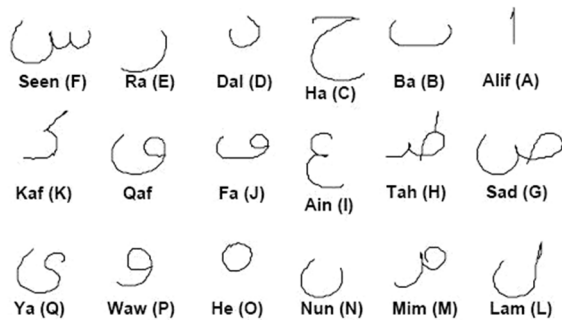 س ر د ح ب ا
Seen (F) Ra (E) Dal (D) Ha (C) Ba (B) Alif (A)
ک ق ف ع ط ص
Kaf (K) Qaf Fa (J) Ain (I) Tah (H) Sad (G)
ى و ه ن م ل
Ya (Q) Waw (P) He (O) Nun (N) Mim (M) Lam (L)